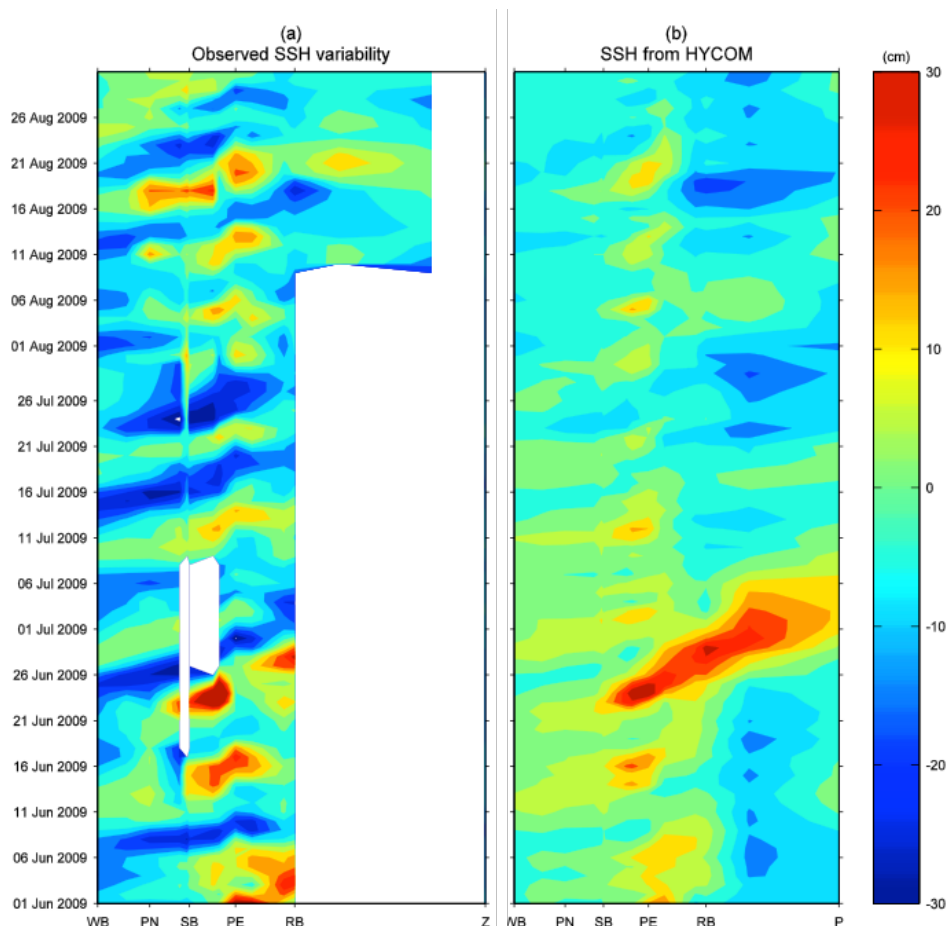 (a)
Observed SSH variability
(b)
SSH from HYCOM
(cm)
26 Aug 2009
21 Aug 2009
16 Aug 2009
11 Aug 2009
06 Aug 2009
01 Aug 2009
26 Jul 2009
21 Jul 2009
16 Jul 2009
11 Jul 2009
06 Jul 2009
01 Jul 2009
26 Jun 2009
21 Jun 2009
16 Jun 2009
11 Jun 2009
06 Jun 2009
01 Jun 2009
WB PN SB PE RB Z
WB PN SB PE RB P
30
20
10
0
-10
-20
-30